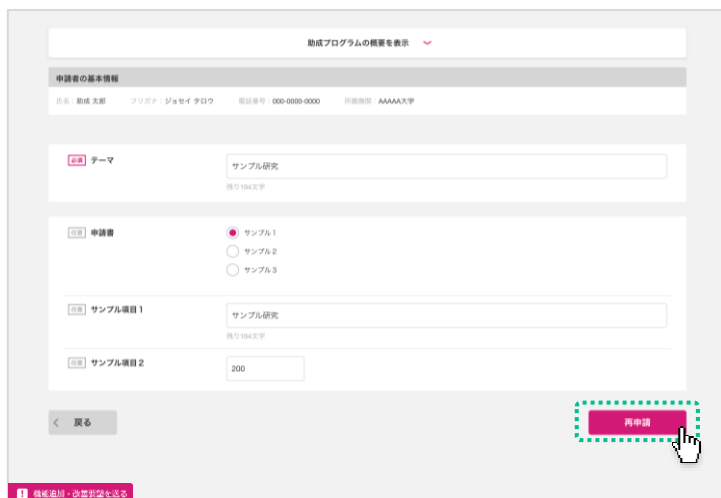 助成プログラムの概要を表示
申請者の基本情報
氏名：助成 太郎 フリガナ：ジョセイ タロウ 電話番号：000-0000-0000 所属機関：AAAAA大学
必須 テーマ
サンプル研究
残り194文字
任意 申請書
サンプル1
サンプル2
サンプル3
任意 サンプル項目1
サンプル研究
残り194文字
任意 サンプル項目2
200
戻る
再申請
機能追加・改善要望を送る